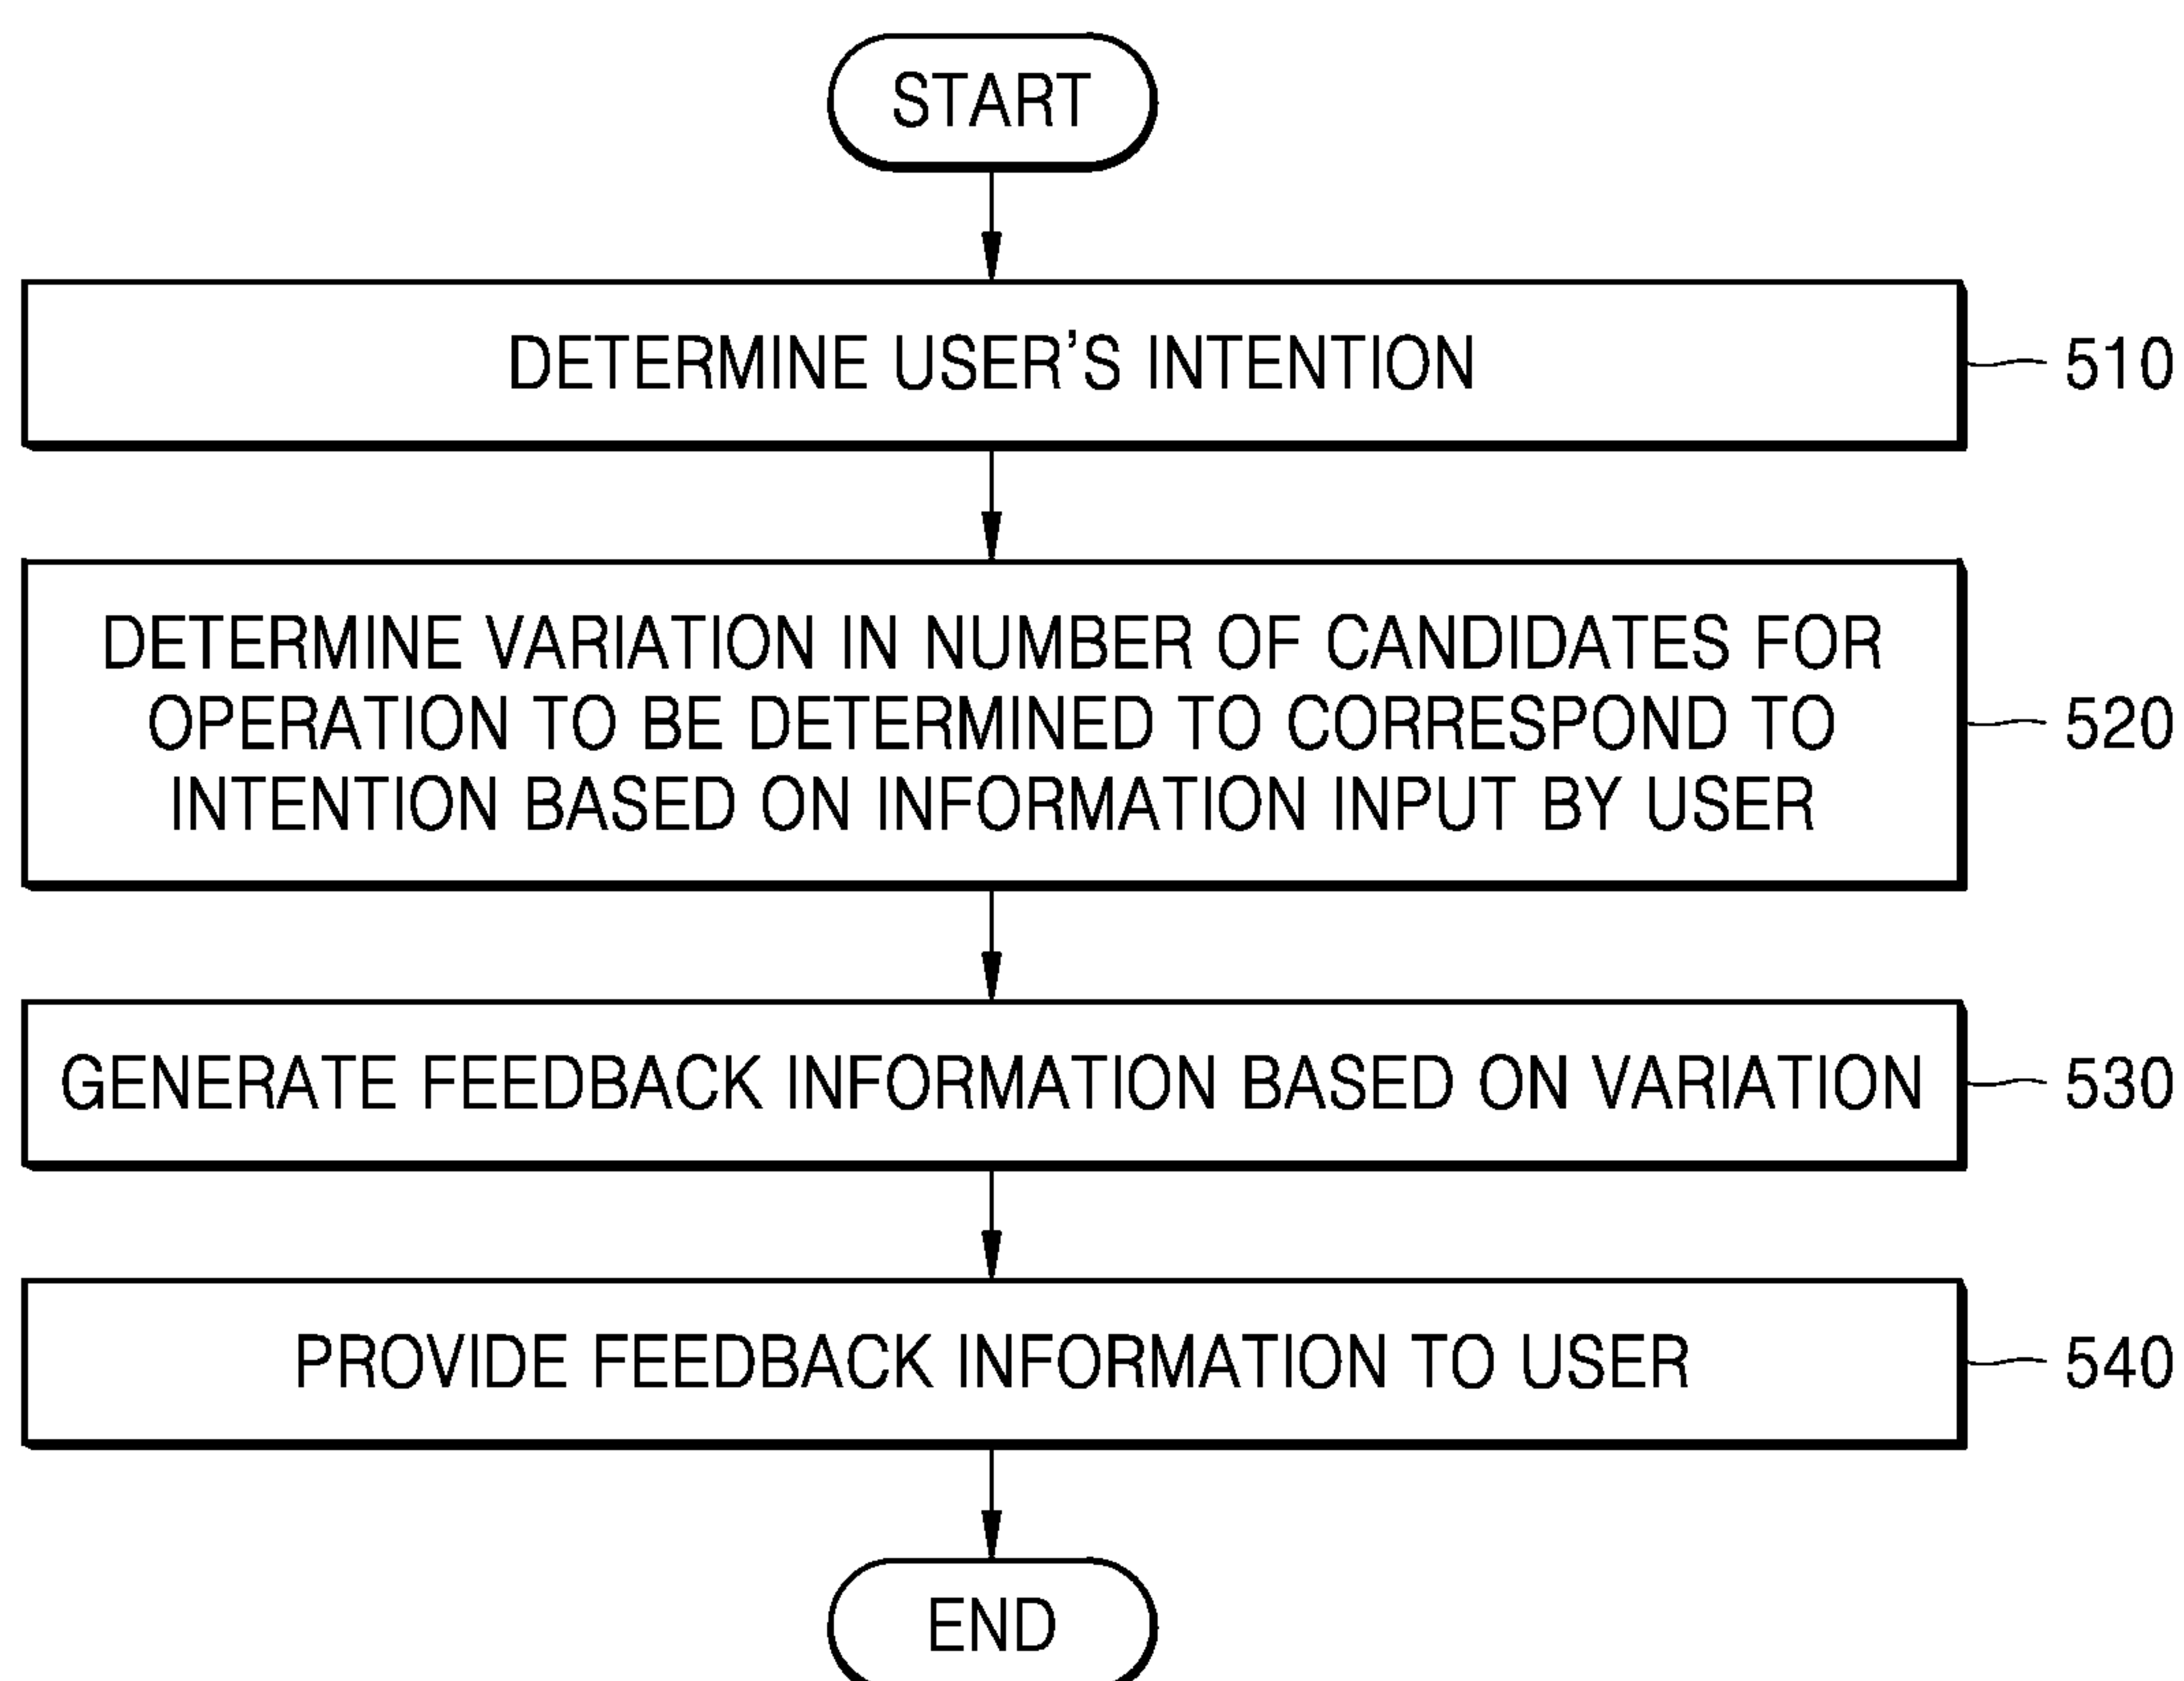 START
DETERMINE USER'S INTENTION
510
DETERMINE VARIATION IN NUMBER OF CANDIDATES FOR
OPERATION TO BE DETERMINED TO CORRESPOND TO
INTENTION BASED ON INFORMATION INPUT BY USER
520
GENERATE FEEDBACK INFORMATION BASED ON VARIATION
530
PROVIDE FEEDBACK INFORMATION TO USER
540
END